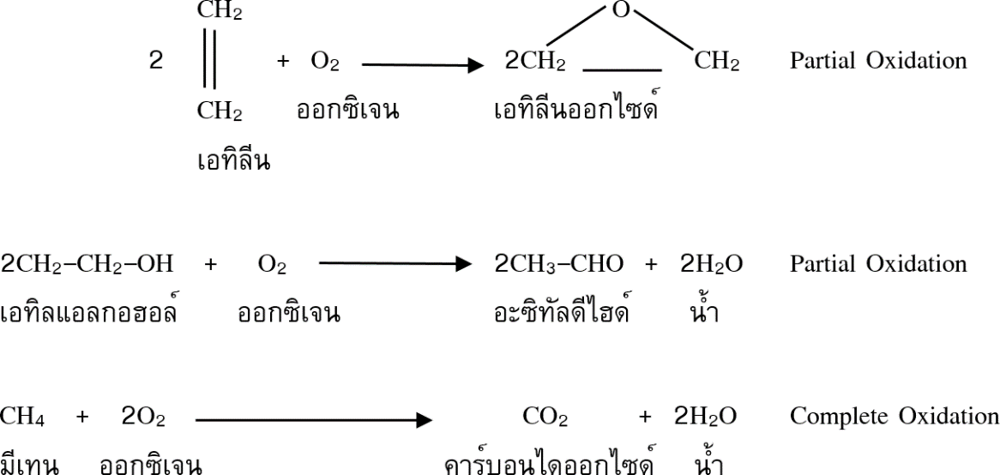 CH₂ O
2 + O₂ 2CH₂ CH₂ Partial Oxidation
CH₂ ออกซิเจน เอทิลีนออกไซด์
เอทิลีน
2CH₂–CH₂–OH + O₂ 2CH₃–CHO + 2H₂O Partial Oxidation
เอทิลแอลกอฮอล์ ออกซิเจน อะซิทัลดีไฮด์ น้ำ
CH₄ + 2O₂ CO₂ + 2H₂O Complete Oxidation
มีเทน ออกซิเจน คาร์บอนไดออกไซด์ น้ำ